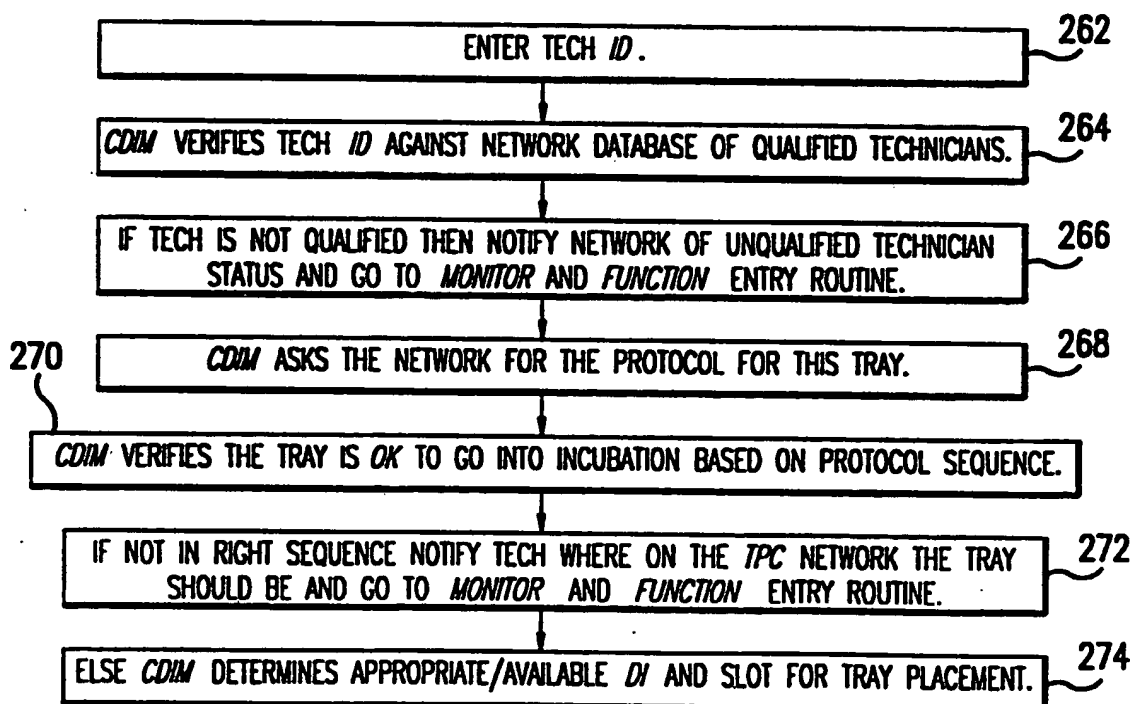 ENTER TECH ID.
262
CDIM VERIFIES TECH ID AGAINST NETWORK DATABASE OF QUALIFIED TECHNICIANS.
264
IF TECH IS NOT QUALIFIED THEN NOTIFY NETWORK OF UNQUALIFIED TECHNICIAN
STATUS AND GO TO MONITOR AND FUNCTION ENTRY ROUTINE.
266
CDIM ASKS THE NETWORK FOR THE PROTOCOL FOR THIS TRAY.
268
270
CDIM VERIFIES THE TRAY IS OK TO GO INTO INCUBATION BASED ON PROTOCOL SEQUENCE.
IF NOT IN RIGHT SEQUENCE NOTIFY TECH WHERE ON THE TPC NETWORK THE TRAY
SHOULD BE AND GO TO MONITOR AND FUNCTION ENTRY ROUTINE.
272
ELSE CDIM DETERMINES APPROPRIATE/AVAILABLE DI AND SLOT FOR TRAY PLACEMENT.
274